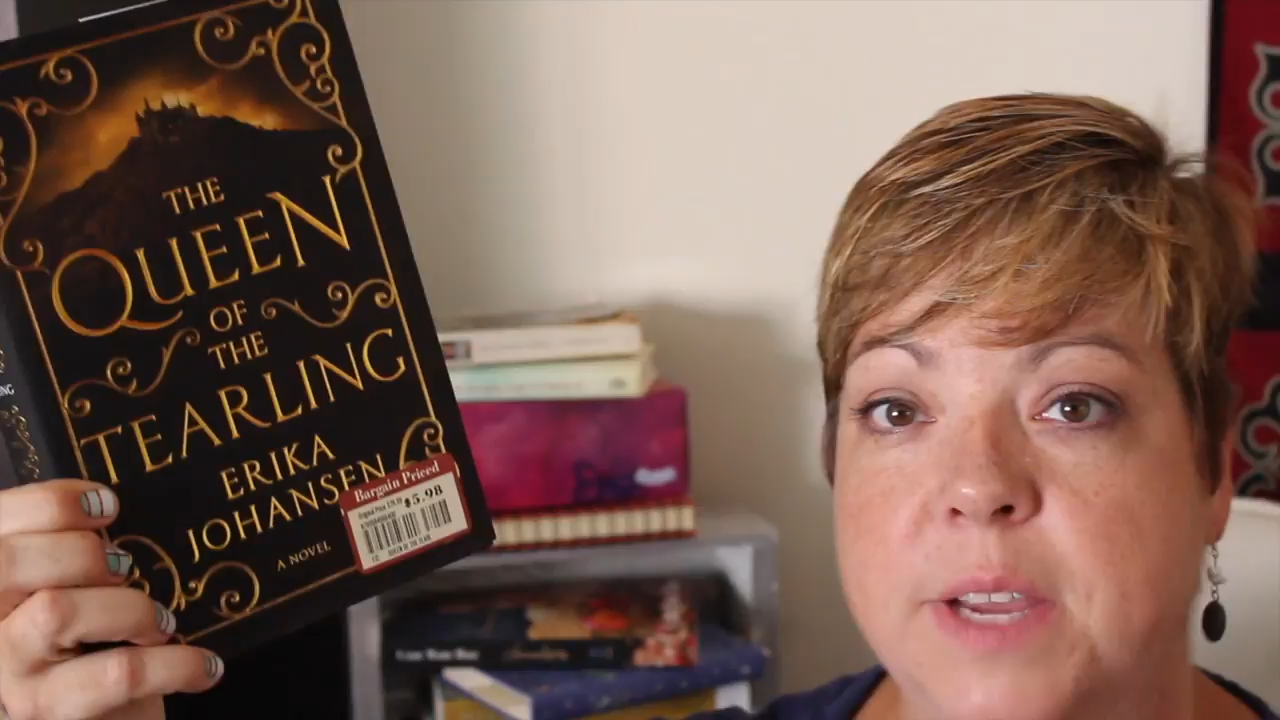 THE
QUEEN
OF
THE
TEARLING
ERIKA
JOHANSEN
A NOVEL
Bargain Priced
$5.98